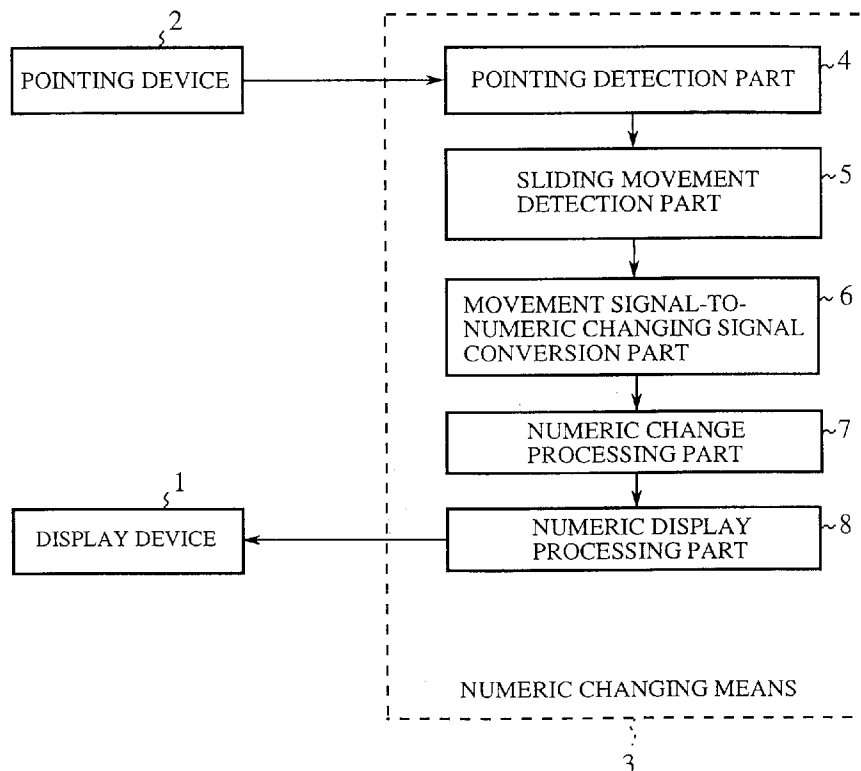 2
POINTING DEVICE
POINTING DETECTION PART
4
SLIDING MOVEMENT
DETECTION PART
5
MOVEMENT SIGNAL-TO-
NUMERIC CHANGING SIGNAL
CONVERSION PART
6
NUMERIC CHANGE
PROCESSING PART
7
1
DISPLAY DEVICE
NUMERIC DISPLAY
PROCESSING PART
8
NUMERIC CHANGING MEANS
3